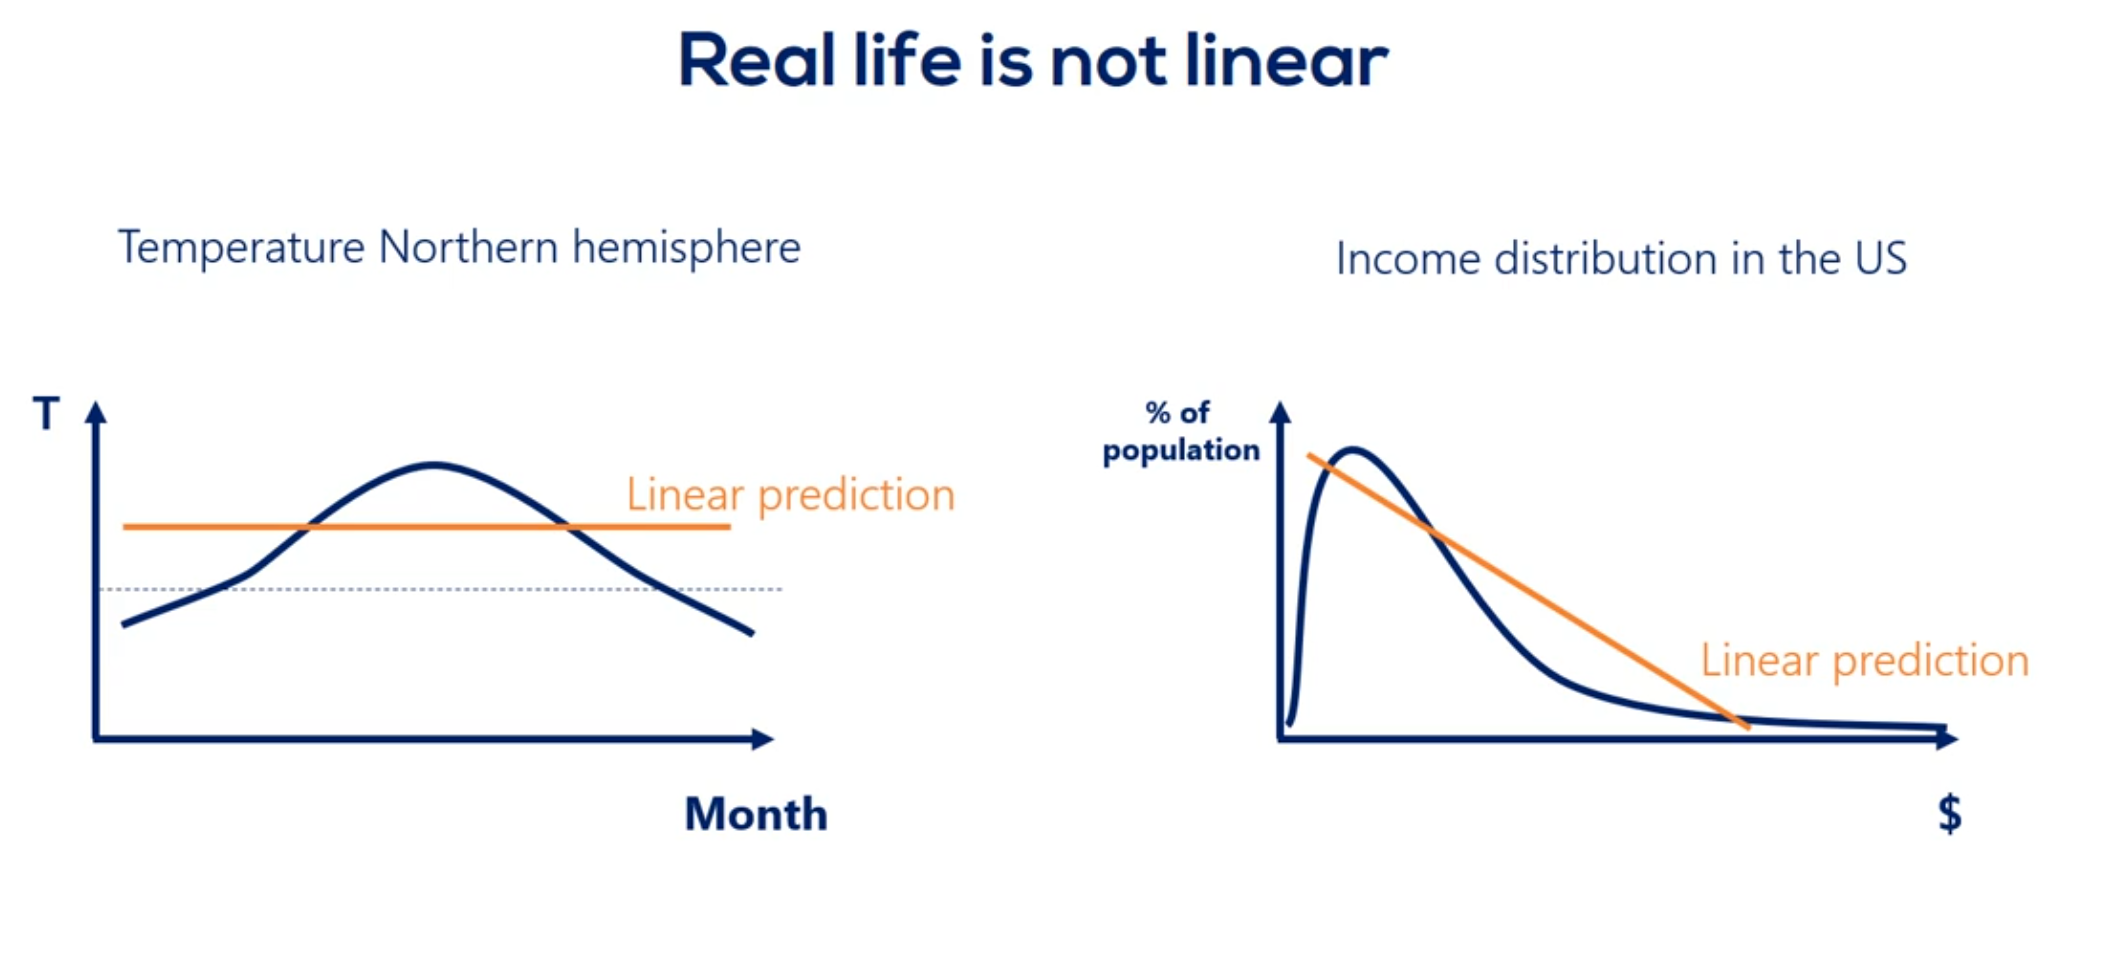 Real life is not linear
Temperature Northern hemisphere
T
Linear prediction
Month
Income distribution in the US
% of
population
Linear prediction
$